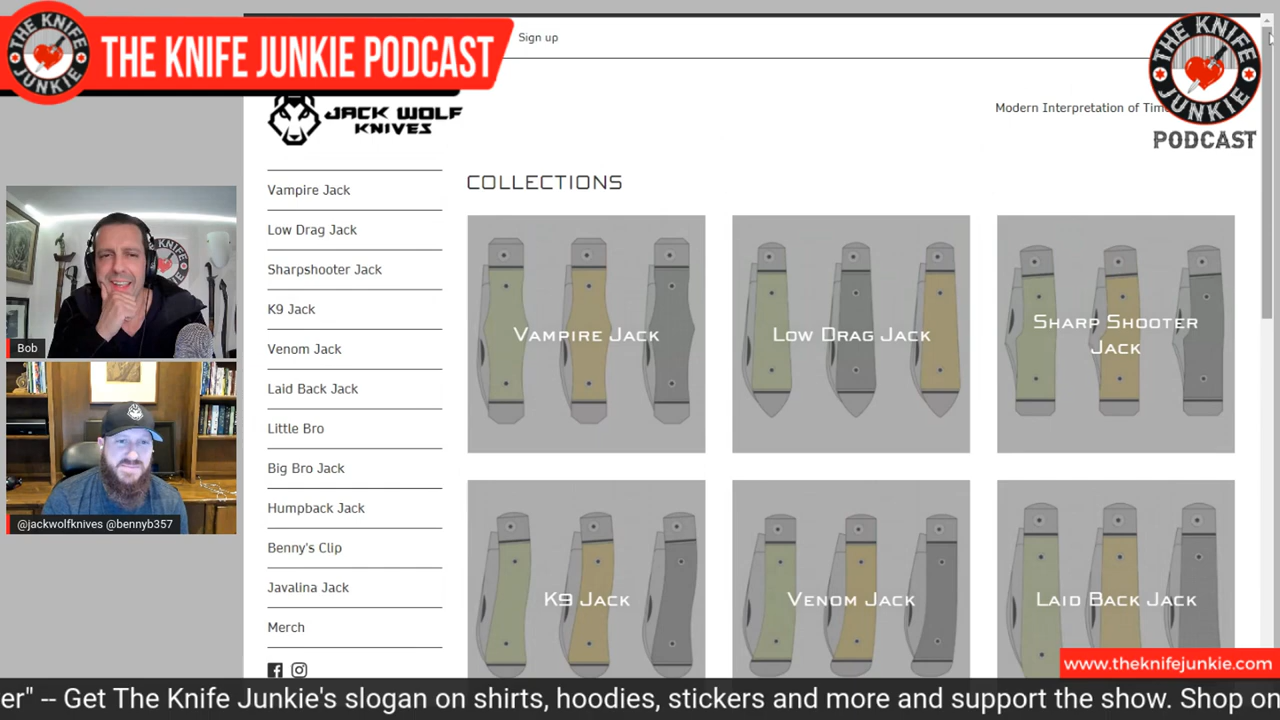 THE KNIFE JUNKIE
THE KNIFE JUNKIE PODCAST
Sign up
THE KNIFE JUNKIE
PODCAST
JACK WOLF
KNIVES
Modern Interpretation of
COLLECTIONS
Vampire Jack
Low Drag Jack
Sharpshooter Jack
K9 Jack
Venom Jack
Laid Back Jack
Little Bro
Big Bro Jack
Humpback Jack
Benny's Clip
Javalina Jack
Merch
VAMPIRE JACK
LOW DRAG JACK
SHARP SHOOTER
JACK
K9 JACK
VENOM JACK
LAID BACK JACK
Bob
@jackwolfknives @bennyb357
www.theknifejunkie.com
er" -- Get The Knife Junkie's slogan on shirts, hoodies, stickers and more and support the show. Shop on